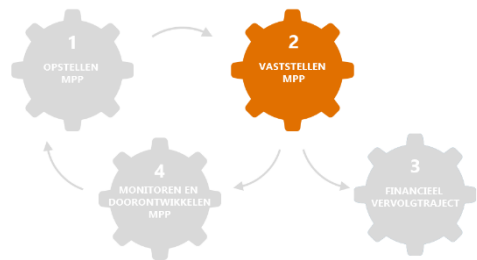 1
OPSTELLEN
MPP
2
VASTSTELLEN
MPP
3
FINANCIEEL
VERVOLGTRAJECT
4
MONITOREN EN
DOORONTWIKKELEN
MPP